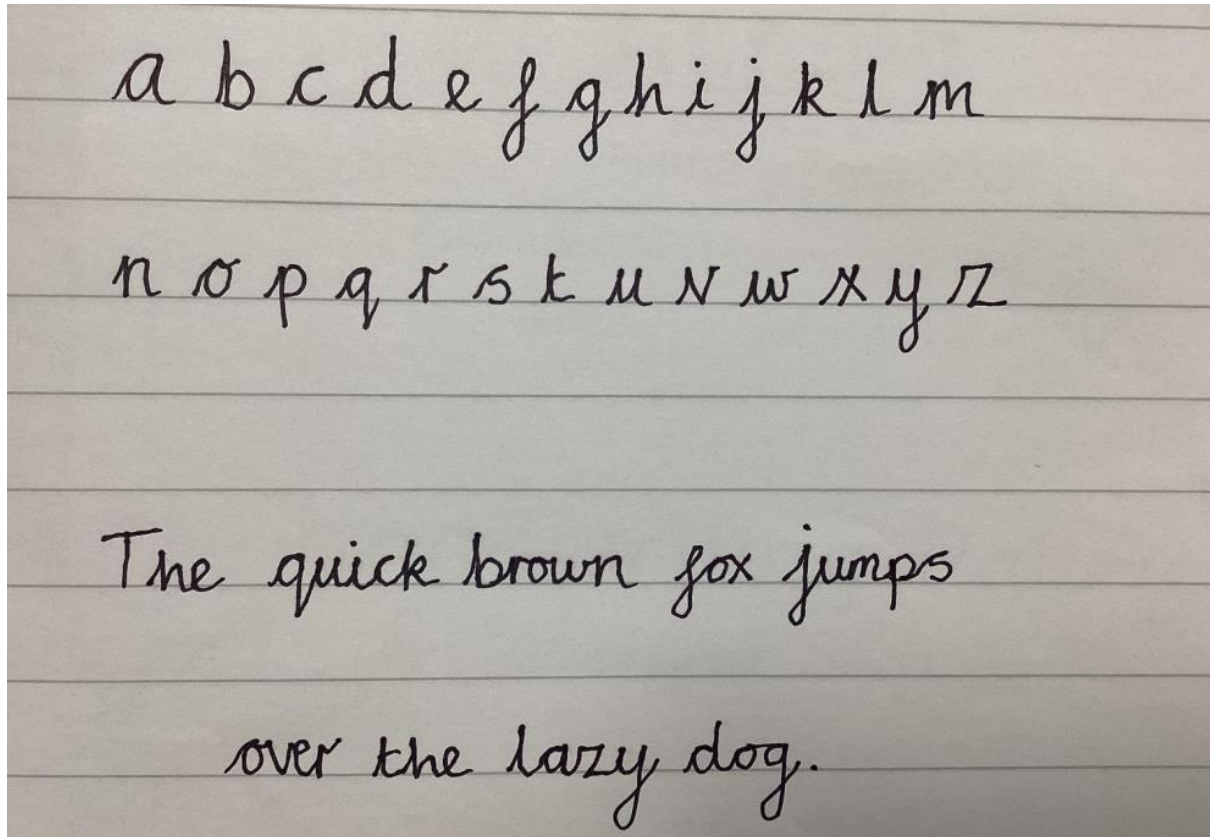 a b c d e f g h i j k l m
n o p q r s t u v w x y z
The quick brown fox jumps
over the lazy dog.